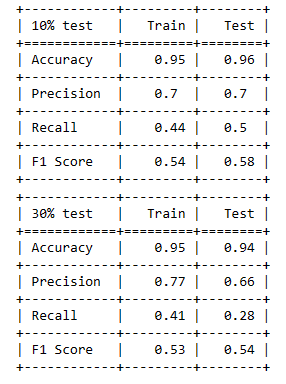 +------------+---------+--------+
| 10% test   |   Train |   Test |
+============+=========+========+
| Accuracy   |    0.95 |   0.96 |
+------------+---------+--------+
| Precision  |    0.7  |   0.7  |
+------------+---------+--------+
| Recall     |    0.44 |   0.5  |
+------------+---------+--------+
| F1 Score   |    0.54 |   0.58 |
+------------+---------+--------+
+------------+---------+--------+
| 30% test   |   Train |   Test |
+============+=========+========+
| Accuracy   |    0.95 |   0.94 |
+------------+---------+--------+
| Precision  |    0.77 |   0.66 |
+------------+---------+--------+
| Recall     |    0.41 |   0.28 |
+------------+---------+--------+
| F1 Score   |    0.53 |   0.54 |
+------------+---------+--------+